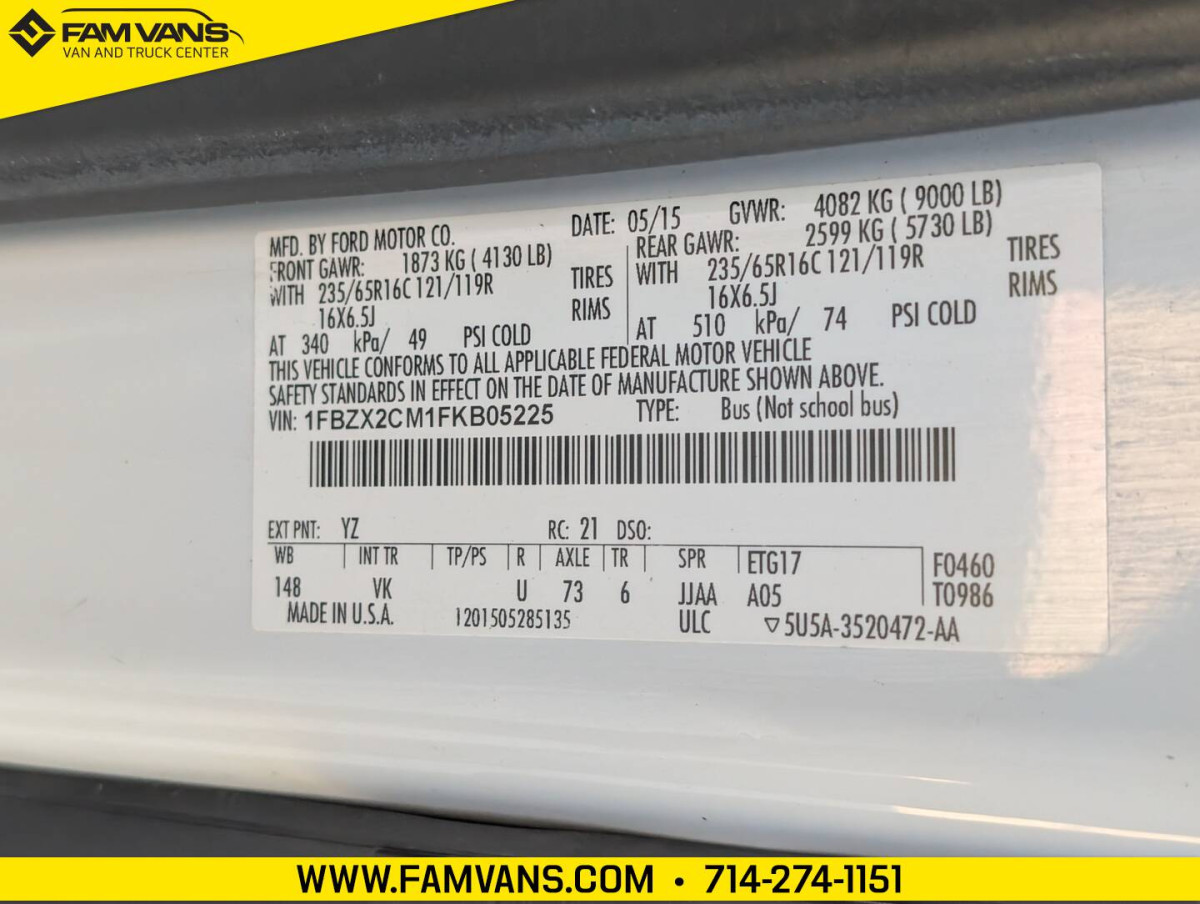 FAM VANS
VAN AND TRUCK CENTER
MFD. BY FORD MOTOR CO. DATE: 05/15 GVWR: 4082 KG ( 9000 LB)
FRONT GAWR: 1873 KG ( 4130 LB) REAR GAWR: 2599 KG ( 5730 LB)
WITH 235/65R16C 121/119R TIRES WITH 235/65R16C 121/119R TIRES
16X6.5J RIMS 16X6.5J RIMS
AT 340 kPa/ 49 PSI COLD AT 510 kPa/ 74 PSI COLD
THIS VEHICLE CONFORMS TO ALL APPLICABLE FEDERAL MOTOR VEHICLE
SAFETY STANDARDS IN EFFECT ON THE DATE OF MANUFACTURE SHOWN ABOVE.
VIN: 1FBZX2CM1FKB05225 TYPE: Bus (Not school bus)
EXT PNT: YZ RC: 21 DSO:
WB INT TR TP/PS R AXLE TR SPR ETG17 F0460
148 VK U 73 6 JJAA A05 T0986
MADE IN U.S.A. 1201505285135 ULC ▽5U5A-3520472-AA
WWW.FAMVANS.COM • 714-274-1151